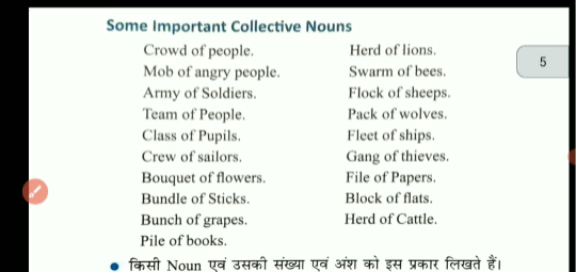 Some Important Collective Nouns
Crowd of people.
Mob of angry people.
Army of Soldiers.
Team of People.
Class of Pupils.
Crew of sailors.
Bouquet of flowers.
Bundle of Sticks.
Bunch of grapes.
Pile of books.
Herd of lions.
Swarm of bees.
Flock of sheeps.
Pack of wolves.
Fleet of ships.
Gang of thieves.
File of Papers.
Block of flats.
Herd of Cattle.
5
• किसी Noun एवं उसकी संख्या एवं अंश को इस प्रकार लिखते हैं।